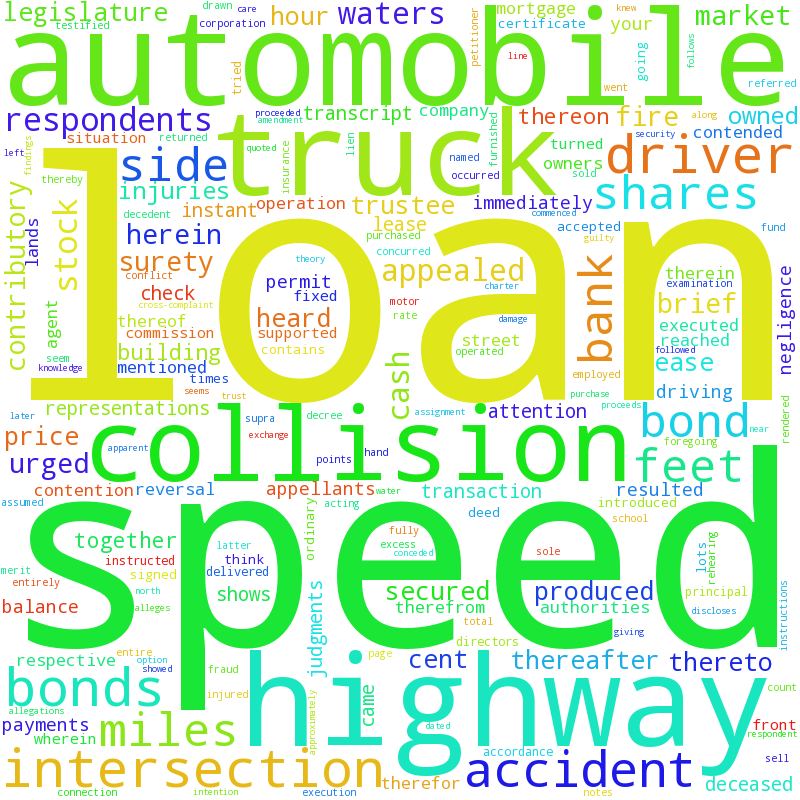 legislature
testified
drawn
care
corporation
hour
waters
petitioner
mortgage
knew
certificate
your
market
line
going
follows
automobile
tried
went
referred
respondents
proceeded
amendment
transcript
company
thereon
fire
along
owned
situation
returned
quoted
truck
lien
furnished
turned
security
contended
left
findings
thereby
side
insurance
named
occurred
owners
sold
driver
contributory
lands
stock
injuries
decedent
instant
operation
trustee
immediately
commenced
shares
accepted
fund
herein
lease
purchased
concurred
guilty
loan
surety
conflict
theory
permit
appealed
charter
bank
therein
examination
negligence
check
cross-complaint
fixed
motor
rate
damage
brief
agent
thereof
commission
heard
supported
contains
street
operated
executed
reached
seem
knowledge
building
mentioned
times
seems
trust
cash
employed
purchase
followed
ease
driving
representations
later
apparent
supra
decree
exchange
assignment
attention
proceeds
bond
near
foregoing
rendered
price
urged
collision
points
hand
feet
contention
reversal
appellants
water
transaction
resulted
assumed
acting
deed
introduced
school
together
latter
ordinary
fully
excess
conceded
sole
lots
rehearing
merit
entirely
instructed
signed
think
delivered
speed
balance
north
alleges
shows
judgments
secured
therefrom
produced
authorities
principal
discloses
instructions
total
giving
entire
directors
respective
option
showed
fraud
page
cent
thereafter
thereto
bonds
allegations
injured
approximately
came
highway
dated
count
payments
wherein
miles
front
respondent
accordance
sell
intersection
therefor
accident
deceased
connection
intention
execution
notes